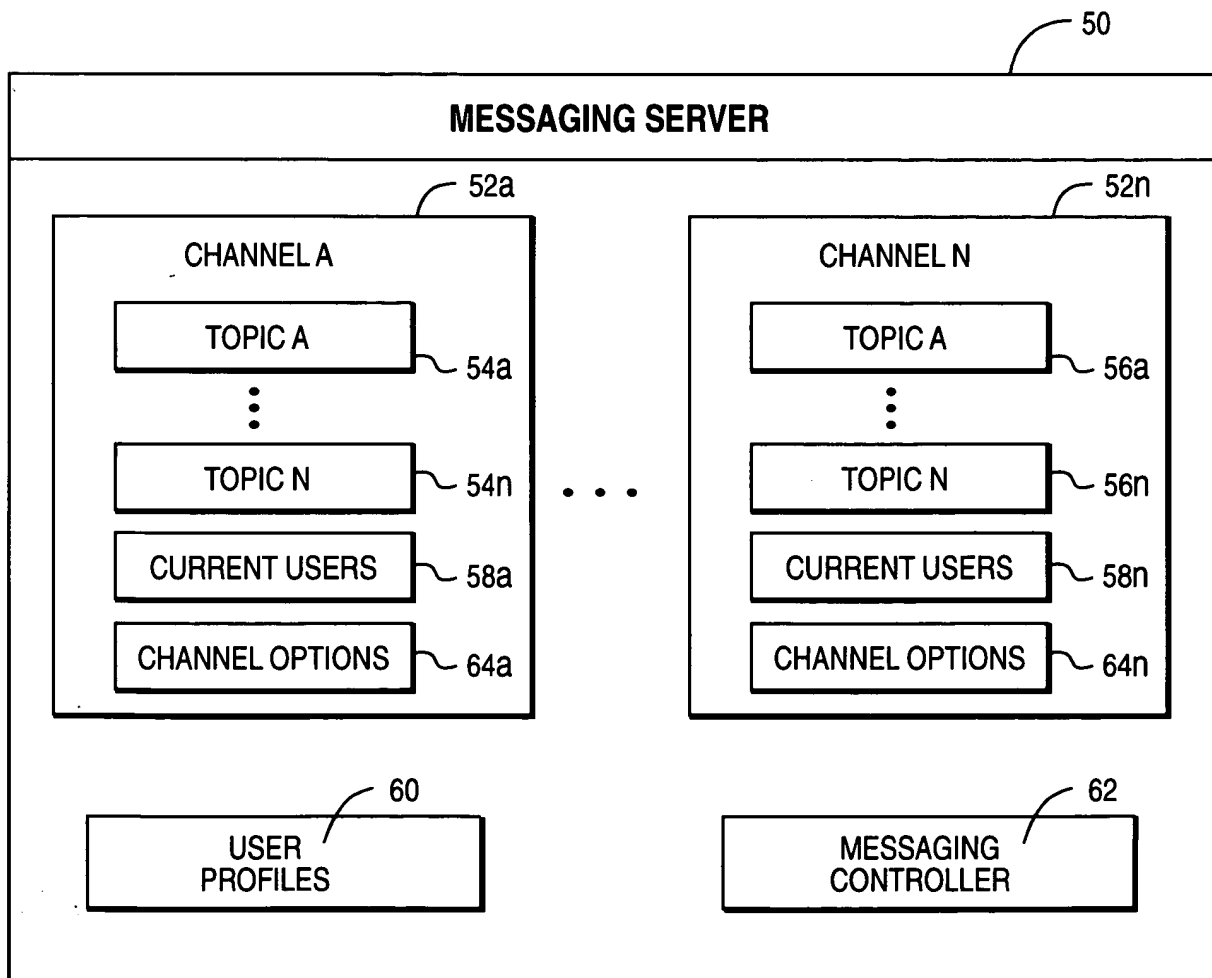 50
MESSAGING SERVER
52a
CHANNEL A
TOPIC A
54a
TOPIC N
54n
CURRENT USERS
58a
CHANNEL OPTIONS
64a
52n
CHANNEL N
TOPIC A
56a
TOPIC N
56n
CURRENT USERS
58n
CHANNEL OPTIONS
64n
60
USER
PROFILES
62
MESSAGING
CONTROLLER